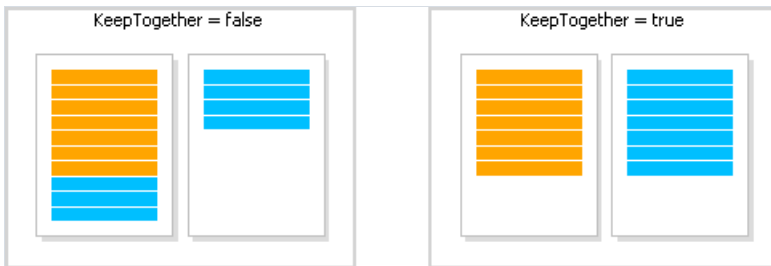 KeepTogether = false
KeepTogether = true